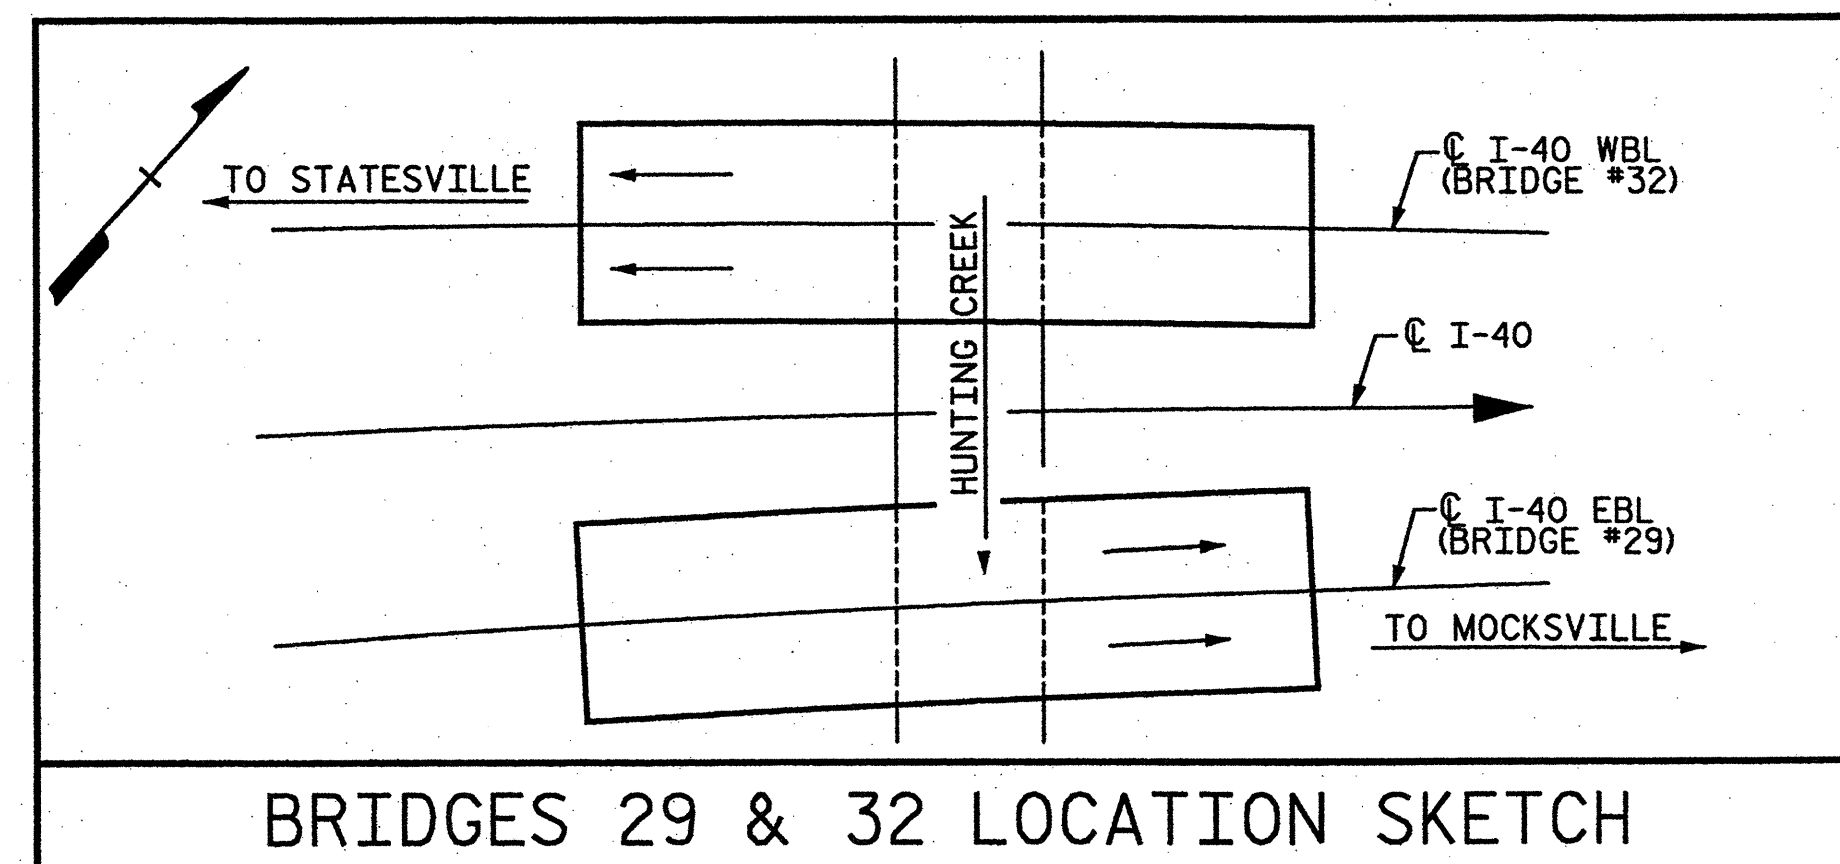 TO STATESVILLE
℄ I-40 WBL
(BRIDGE #32)
HUNTING CREEK
℄ I-40
℄ I-40 EBL
(BRIDGE #29)
TO MOCKSVILLE
BRIDGES 29 & 32 LOCATION SKETCH